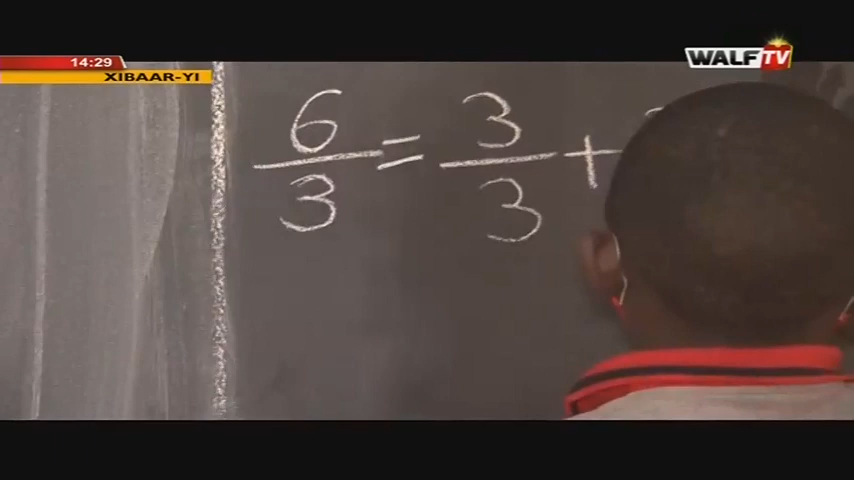 14:29
XIBAAR-YI
WALF TV
6/3 = 3/3 +